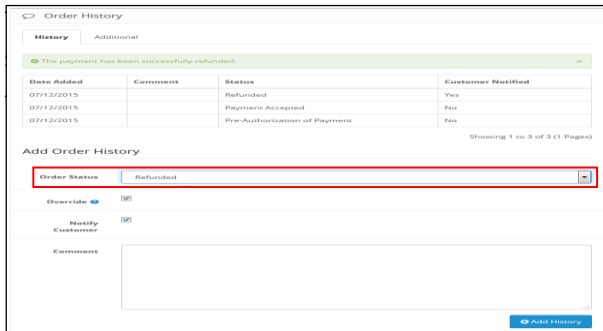 Order History
History Additional
The payment has been successfully refunded. ×
Date Added Comment Status Customer Notified
07/12/2015 Refunded Yes
07/12/2015 Payment Accepted No
07/12/2015 Pre-Authorization of Payment No
Showing 1 to 3 of 3 (1 Pages)
Add Order History
Order Status Refunded
Override
Notify
Customer
Comment
Add History